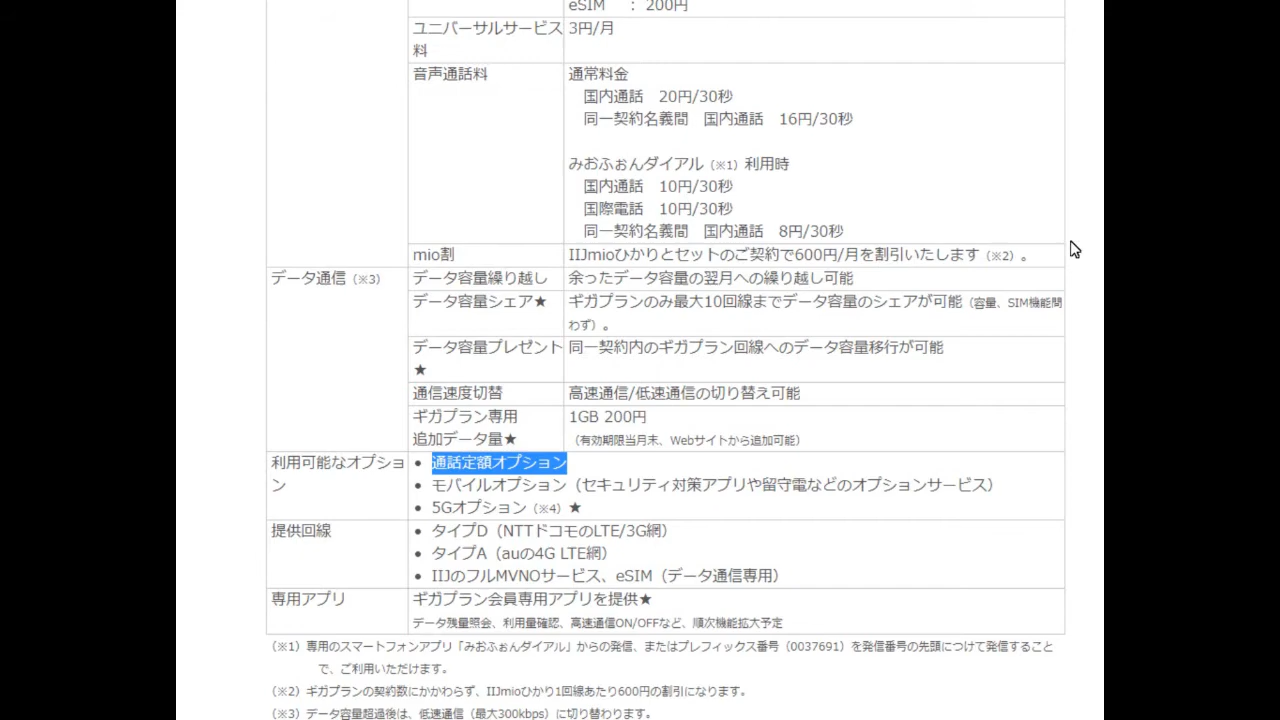 eSIM ： 200円
ユニバーサルサービス 3円/月
料
音声通話料 通常料金
国内通話 20円/30秒
同一契約名義間 国内通話 16円/30秒
みおふぉんダイアル（※1）利用時
国内通話 10円/30秒
国際電話 10円/30秒
同一契約名義間 国内通話 8円/30秒
mio割 IIJmioひかりとセットのご契約で600円/月を割引いたします（※2）。
データ通信（※3） データ容量繰り越し 余ったデータ容量の翌月への繰り越し可能
データ容量シェア★ ギガプランのみ最大10回線までデータ容量のシェアが可能（容量、SIM機能問
わず）。
データ容量プレゼント 同一契約内のギガプラン回線へのデータ容量移行が可能
★
通信速度切替 高速通信/低速通信の切り替え可能
ギガプラン専用 1GB 200円
追加データ量★ （有効期限当月末、Webサイトから追加可能）
利用可能なオプショ ● 通話定額オプション
ン ● モバイルオプション（セキュリティ対策アプリや留守電などのオプションサービス）
● 5Gオプション（※4）★
提供回線 ● タイプD（NTTドコモのLTE/3G網）
● タイプA（auの4G LTE網）
● IIJのフルMVNOサービス、eSIM（データ通信専用）
専用アプリ ギガプラン会員専用アプリを提供★
データ残量照会、利用量確認、高速通信ON/OFFなど、順次機能拡大予定
（※1）専用のスマートフォンアプリ「みおふぉんダイアル」からの発信、またはプレフィックス番号（0037691）を発信番号の先頭につけて発信すること
で、ご利用いただけます。
（※2）ギガプランの契約数にかかわらず、IIJmioひかり1回線あたり600円の割引になります。
（※3）データ容量超過後は、低速通信（最大300kbps）に切り替わります。